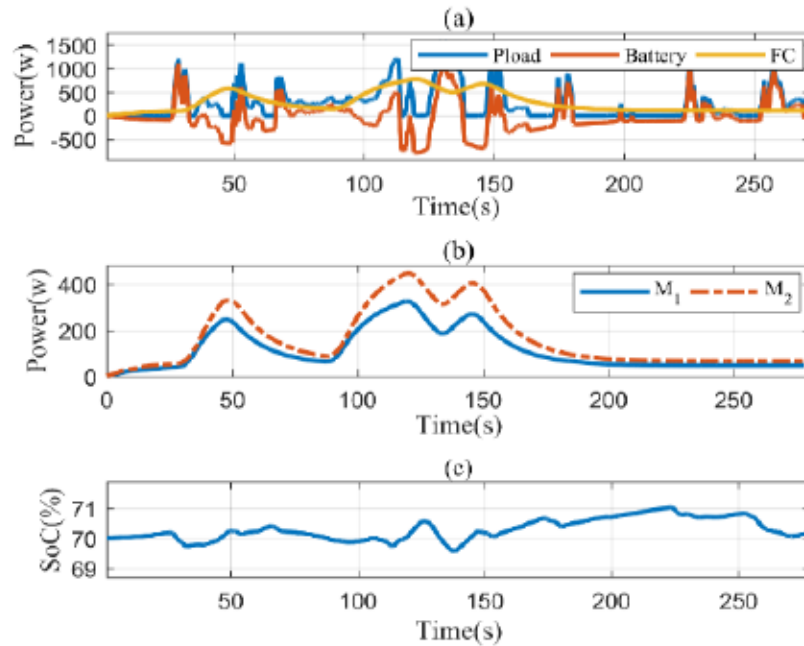 (a)
1500
1000
500
0
-500
Power(w)
Pload Battery FC
50 100 150 200 250
Time(s)
(b)
400
200
0
Power(w)
M1 M2
0 50 100 150 200 250
Time(s)
(c)
71
70
69
SoC(%)
50 100 150 200 250
Time(s)